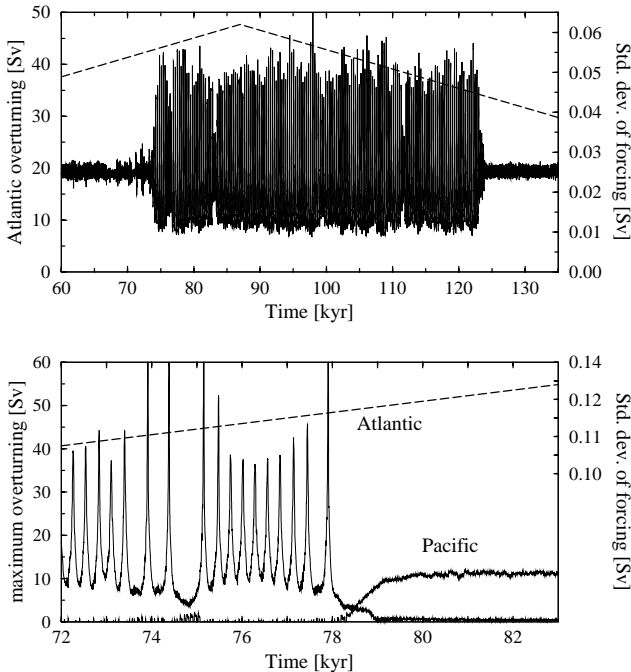 50
40
30
20
10
0
Atlantic overturning [Sv]
0.06
0.05
0.04
0.03
0.02
0.01
0.00
Std. dev. of forcing [Sv]
60 70 80 90 100 110 120 130
Time [kyr]
60
50
40
30
20
10
0
maximum overturning [Sv]
Atlantic
Pacific
0.14
0.12
0.11
0.10
Std. dev. of forcing [Sv]
72 74 76 78 80 82
Time [kyr]